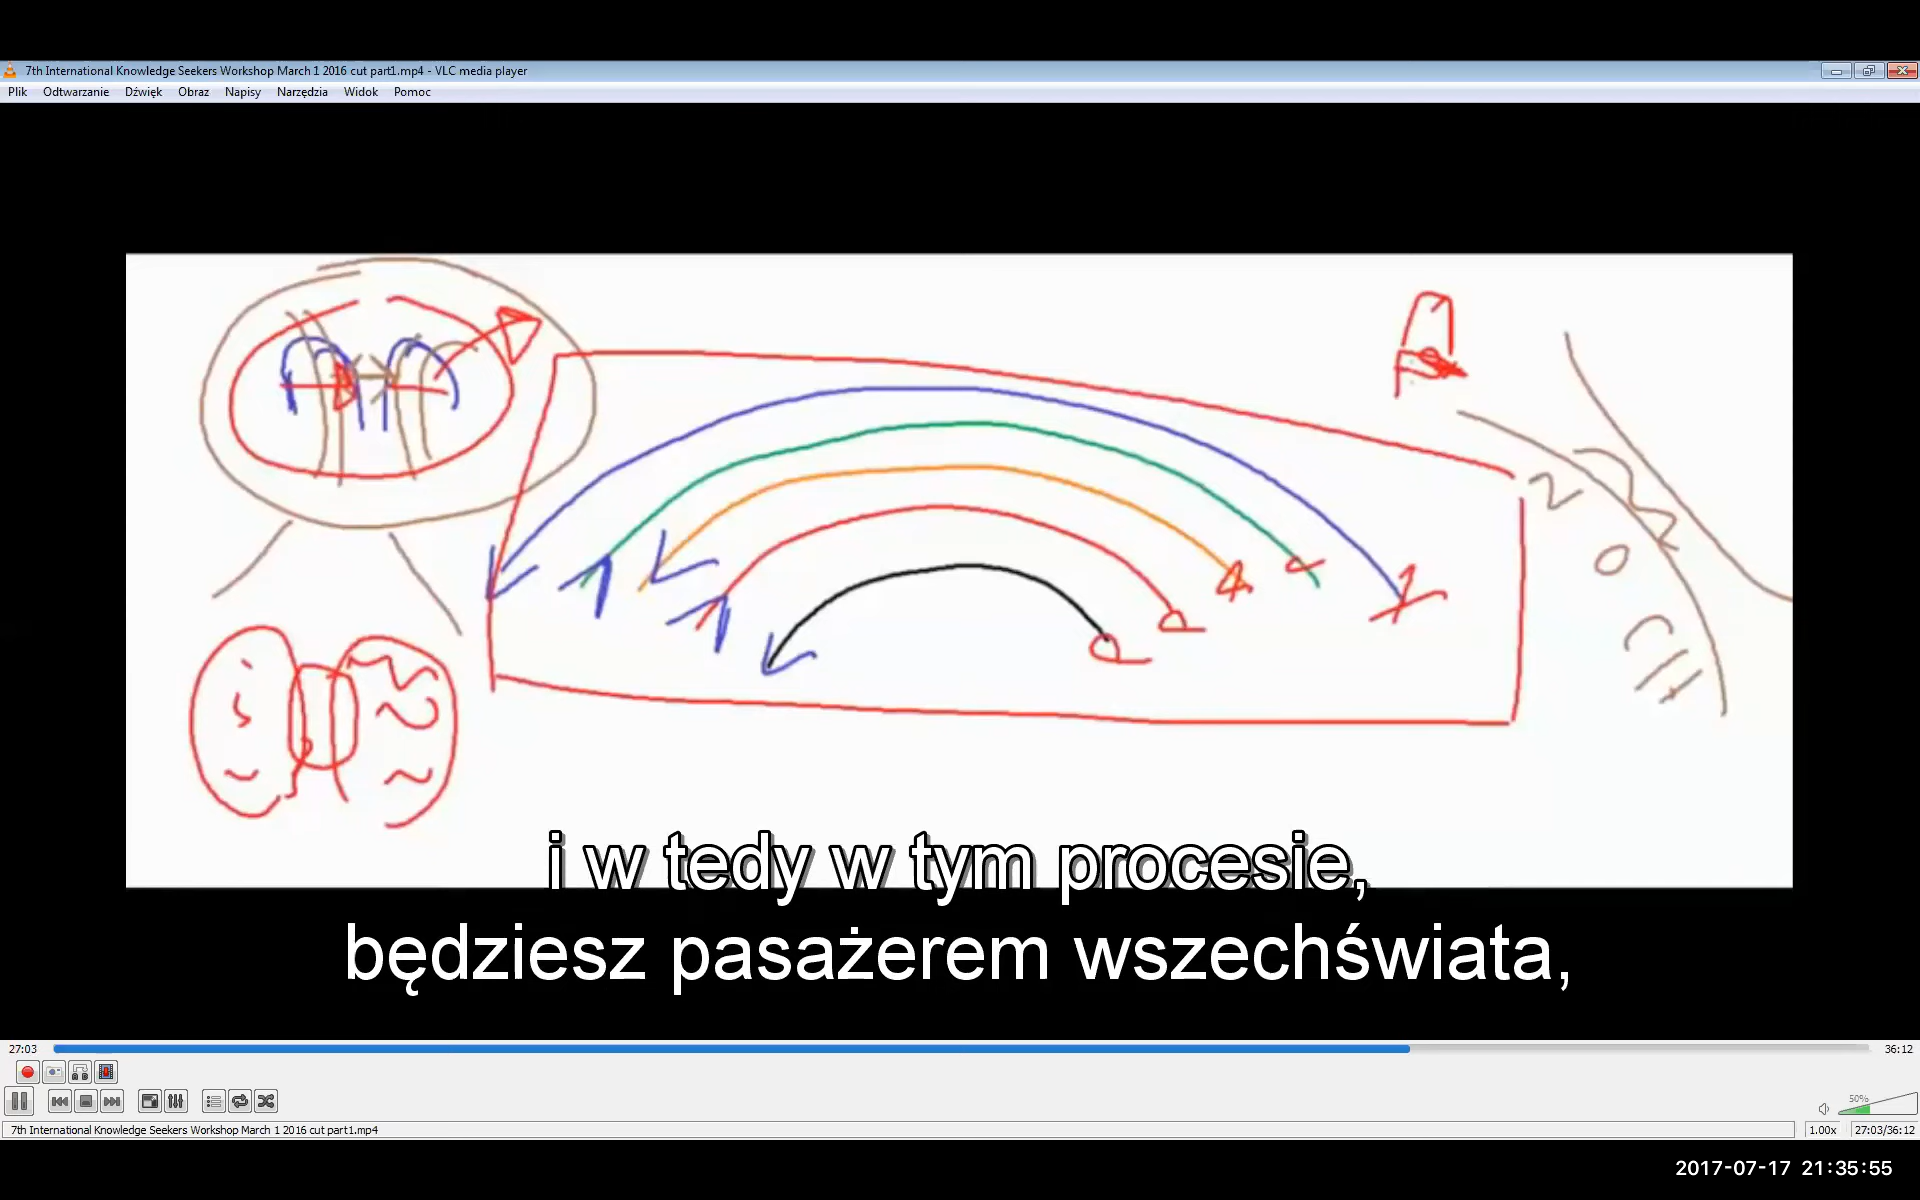 7th International Knowledge Seekers Workshop March 1 2016 cut part1.mp4 - VLC media player
Plik Odtwarzanie Dźwięk Obraz Napisy Narzędzia Widok Pomoc
i w tedy w tym procesie,
będziesz pasażerem wszechświata,
27:03 36:12
50%
7th International Knowledge Seekers Workshop March 1 2016 cut part1.mp4 1.00x 27:03/36:12
2017-07-17 21:35:55